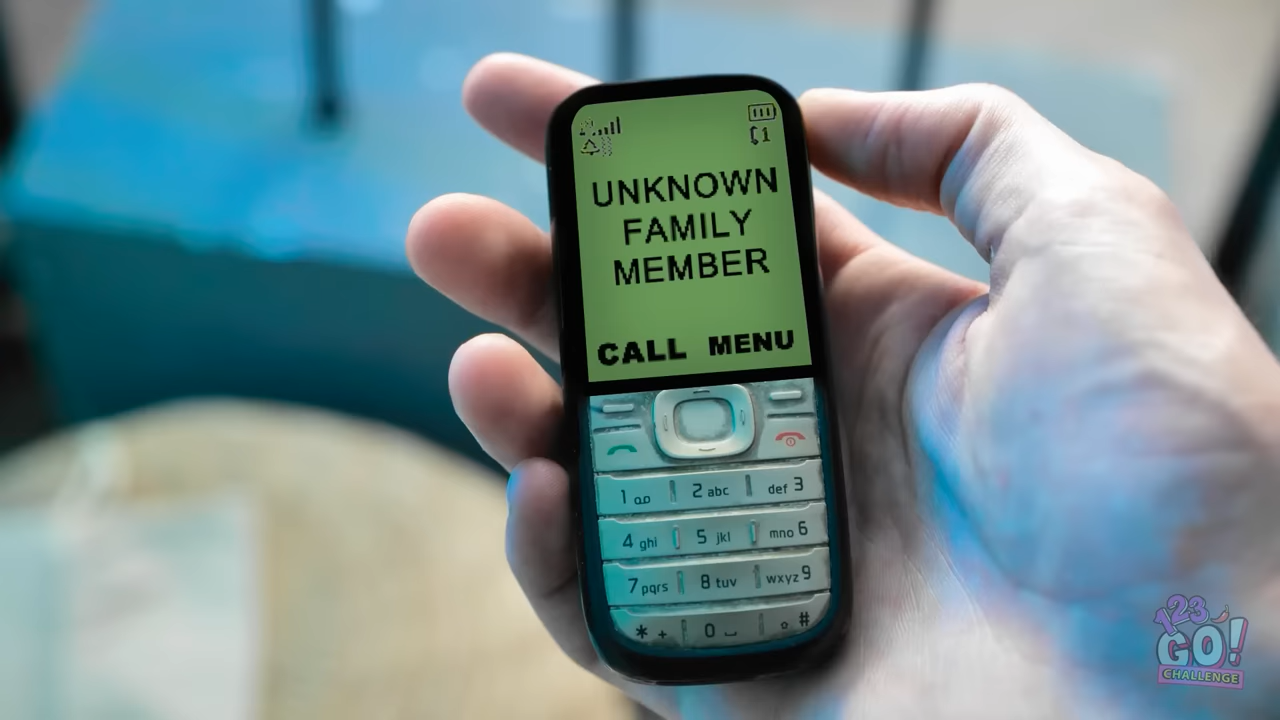 1
UNKNOWN
FAMILY
MEMBER
CALL MENU
1 2 abc def 3
4 ghi 5 jkl mno 6
7 pqrs 8 tuv wxyz 9
* + 0 #
123
GO!
CHALLENGE